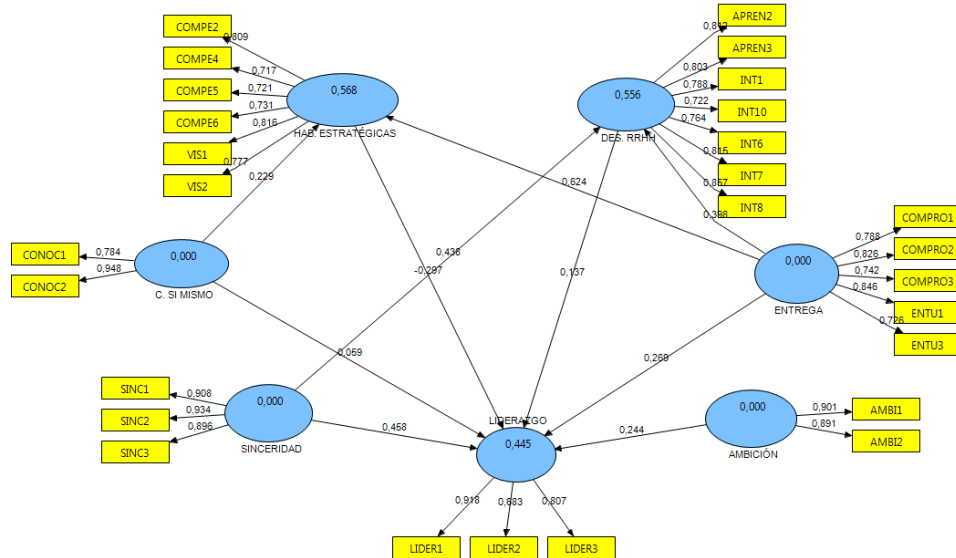 COMPE2
0,809
COMPE4
0,717
COMPE5
0,721
COMPE6
0,731
VIS1
0,816
VIS2
0,777
0,568
HAB. ESTRATÉGICAS
0,229
APREN2
0,812
APREN3
0,803
INT1
0,788
INT10
0,722
INT6
0,764
INT7
0,815
INT8
0,857
0,556
DES. RRHH
0,398
0,624
0,436
-0,297
0,137
CONOC1
0,784
CONOC2
0,948
0,000
C. SI MISMO
0,059
COMPRO1
0,788
COMPRO2
0,826
COMPRO3
0,742
ENTU1
0,846
ENTU3
0,726
0,000
ENTREGA
0,269
SINC1
0,908
SINC2
0,934
SINC3
0,896
0,000
SINCERIDAD
0,458
LIDERAZGO
0,445
0,244
0,000
AMBICIÓN
0,901
AMBI1
0,891
AMBI2
0,918
0,683
0,807
LIDER1
LIDER2
LIDER3